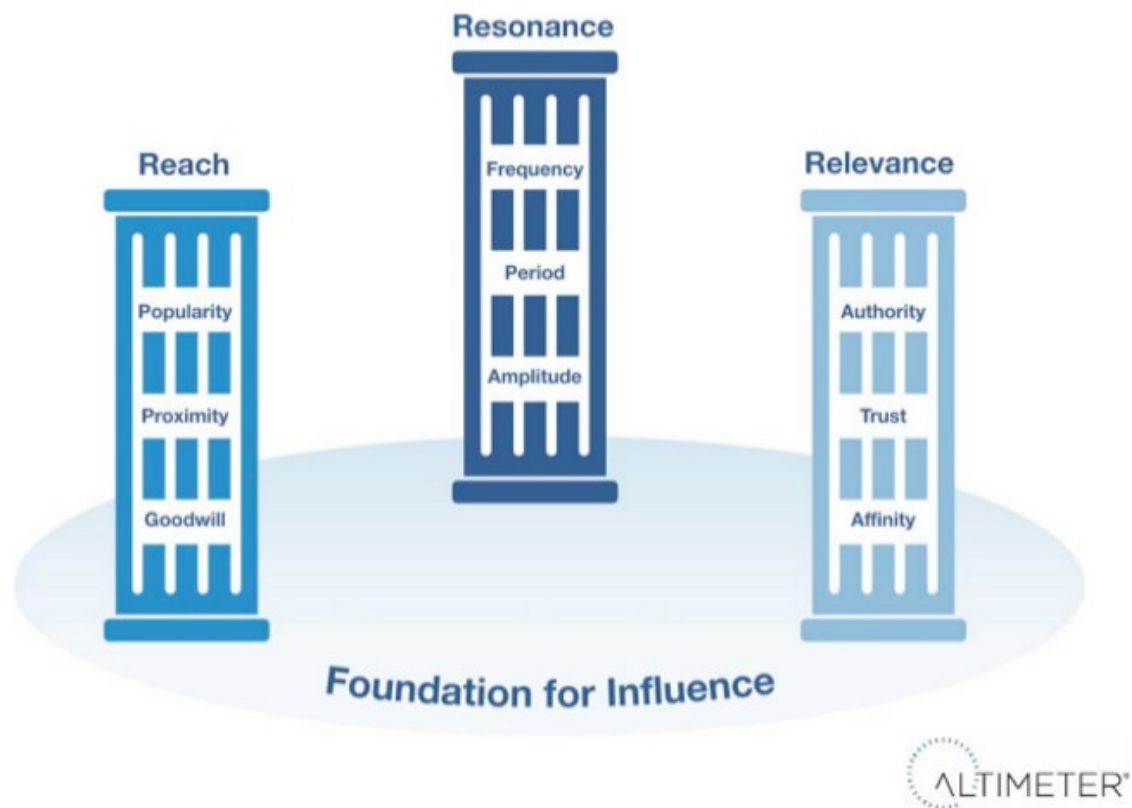 Resonance
Frequency
Period
Amplitude
Reach
Popularity
Proximity
Goodwill
Relevance
Authority
Trust
Affinity
Foundation for Influence
ALTIMETER®